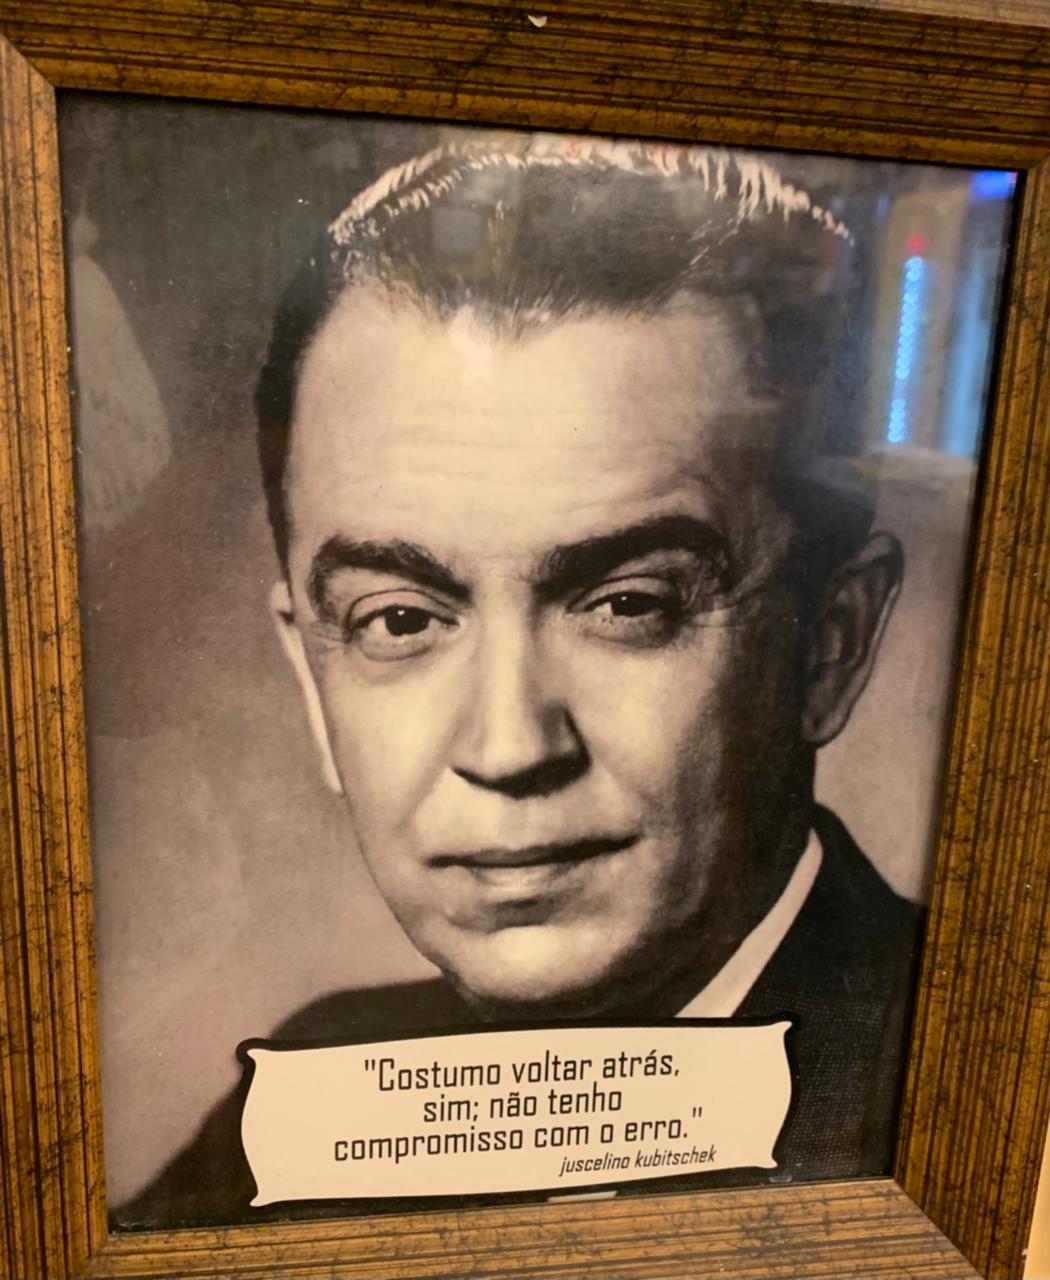 "Costumo voltar atrás,
sim; não tenho
compromisso com o erro."
juscelino kubitschek